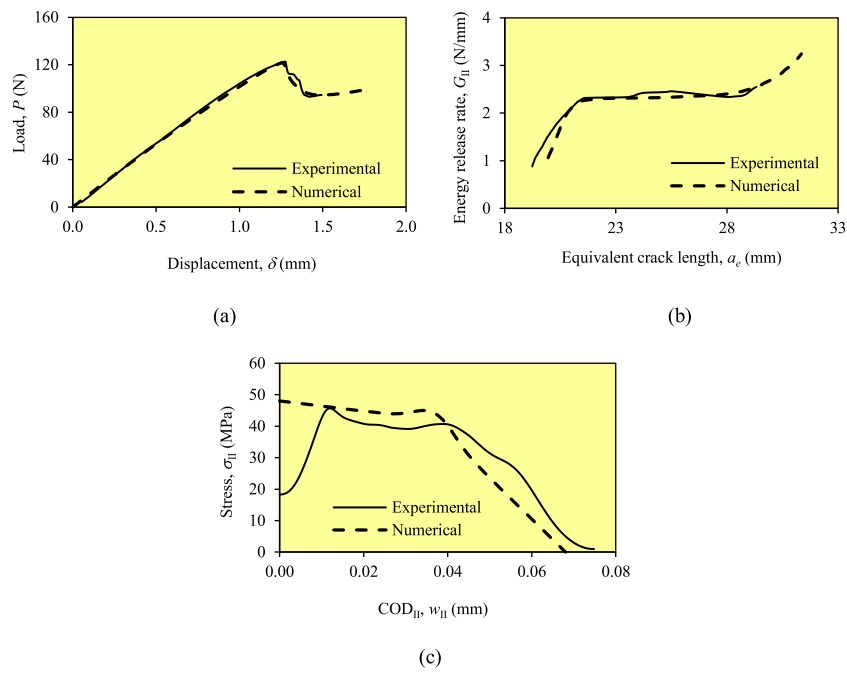 160
120
80
40
0
0.0 0.5 1.0 1.5 2.0
Load, P (N)
Displacement, δ (mm)
Experimental
Numerical
(a)
4
3
2
1
0
18 23 28 33
Energy release rate, GII (N/mm)
Equivalent crack length, ae (mm)
Experimental
Numerical
(b)
60
50
40
30
20
10
0
0.00 0.02 0.04 0.06 0.08
Stress, σII (MPa)
CODII, wII (mm)
Experimental
Numerical
(c)